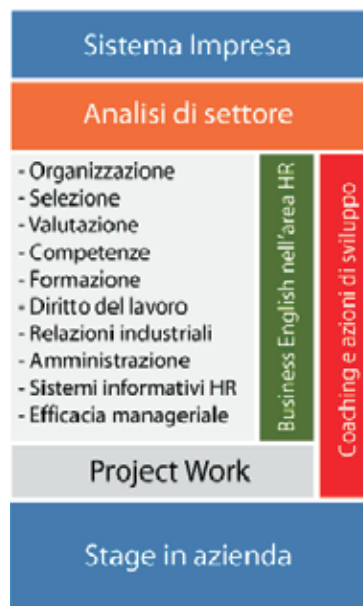 Sistema Impresa
Analisi di settore
- Organizzazione
- Selezione
- Valutazione
- Competenze
- Formazione
- Diritto del lavoro
- Relazioni industriali
- Amministrazione
- Sistemi informativi HR
- Efficacia manageriale
Business English nell'area HR
Coaching e azioni di sviluppo
Project Work
Stage in azienda